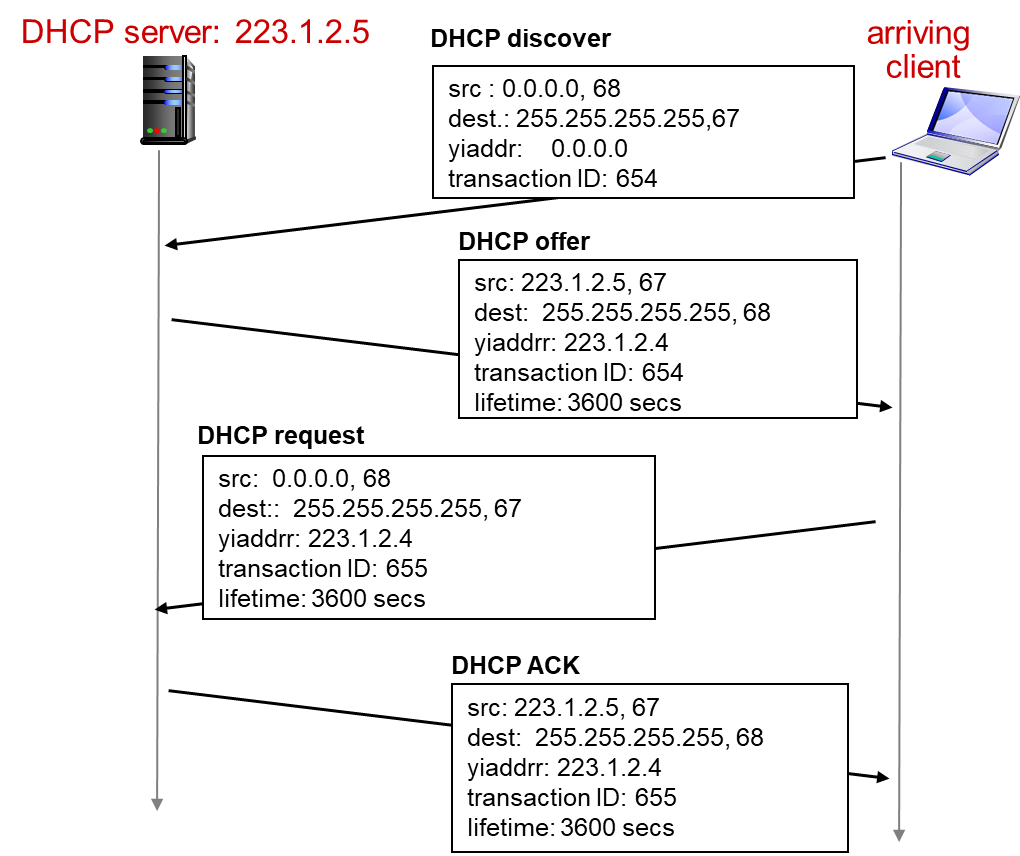 DHCP server: 223.1.2.5
arriving
client
DHCP discover
src : 0.0.0.0, 68
dest.: 255.255.255.255,67
yiaddr: 0.0.0.0
transaction ID: 654
DHCP offer
src: 223.1.2.5, 67
dest: 255.255.255.255, 68
yiaddrr: 223.1.2.4
transaction ID: 654
lifetime: 3600 secs
DHCP request
src: 0.0.0.0, 68
dest:: 255.255.255.255, 67
yiaddrr: 223.1.2.4
transaction ID: 655
lifetime: 3600 secs
DHCP ACK
src: 223.1.2.5, 67
dest: 255.255.255.255, 68
yiaddrr: 223.1.2.4
transaction ID: 655
lifetime: 3600 secs